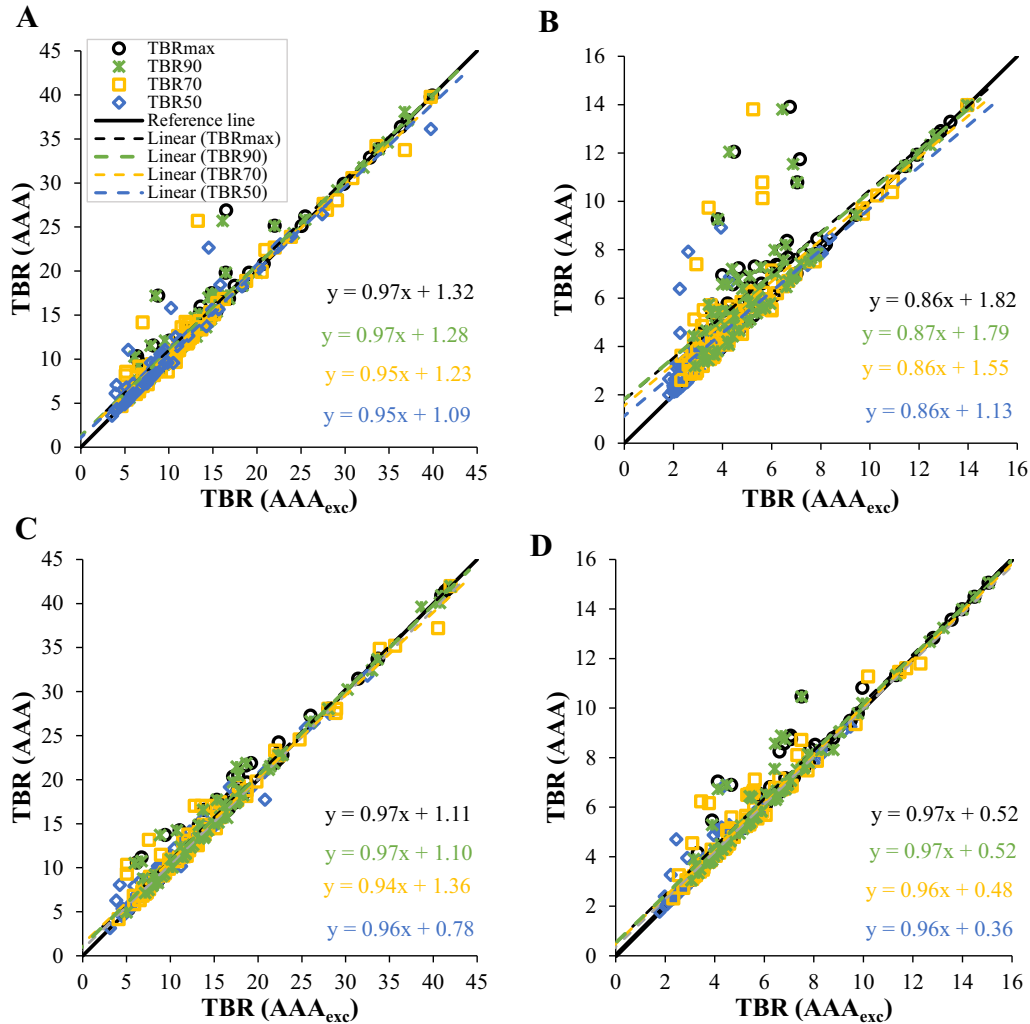 A
TBRmax
TBR90
TBR70
TBR50
Reference line
Linear (TBRmax)
Linear (TBR90)
Linear (TBR70)
Linear (TBR50)
45
40
35
30
25
20
15
10
5
0
TBR (AAA)
y = 0.97x + 1.32
y = 0.97x + 1.28
y = 0.95x + 1.23
y = 0.95x + 1.09
0 5 10 15 20 25 30 35 40 45
TBR (AAAexc)
B
16
14
12
10
8
6
4
2
0
TBR (AAA)
y = 0.86x + 1.82
y = 0.87x + 1.79
y = 0.86x + 1.55
y = 0.86x + 1.13
0 2 4 6 8 10 12 14 16
TBR (AAAexc)
C
45
40
35
30
25
20
15
10
5
0
TBR (AAA)
y = 0.97x + 1.11
y = 0.97x + 1.10
y = 0.94x + 1.36
y = 0.96x + 0.78
0 5 10 15 20 25 30 35 40 45
TBR (AAAexc)
D
16
14
12
10
8
6
4
2
0
TBR (AAA)
y = 0.97x + 0.52
y = 0.97x + 0.52
y = 0.96x + 0.48
y = 0.96x + 0.36
0 2 4 6 8 10 12 14 16
TBR (AAAexc)